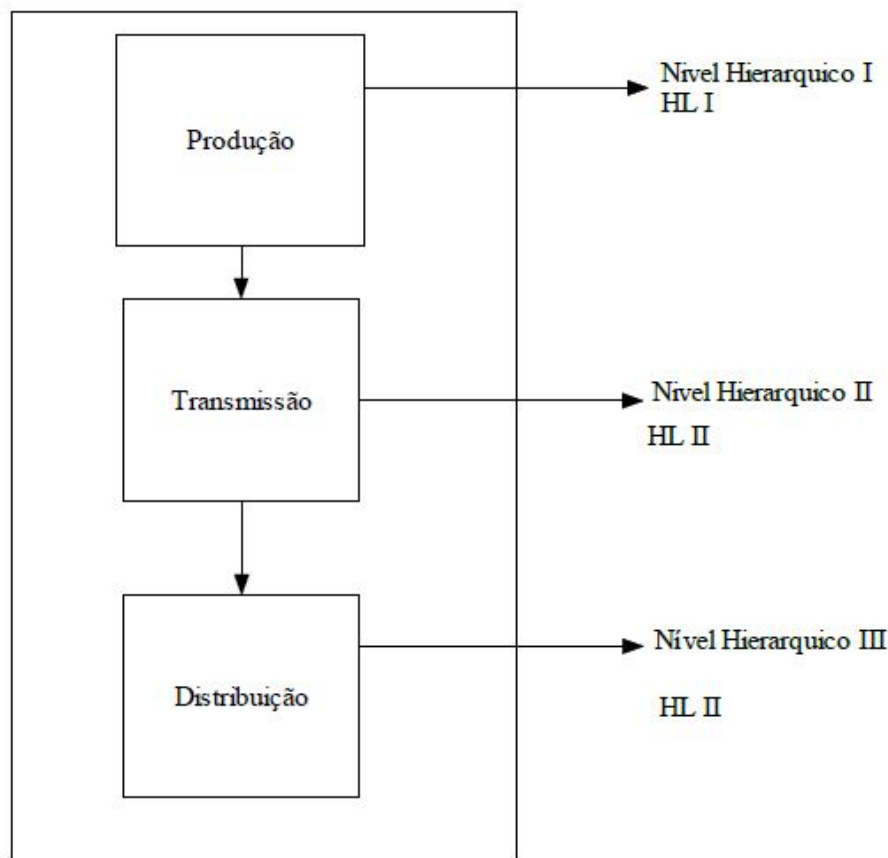 Nivel Hierarquico I
HL I
Produção
Transmissão
Nivel Hierarquico II
HL II
Distribuição
Nível Hierarquico III
HL II